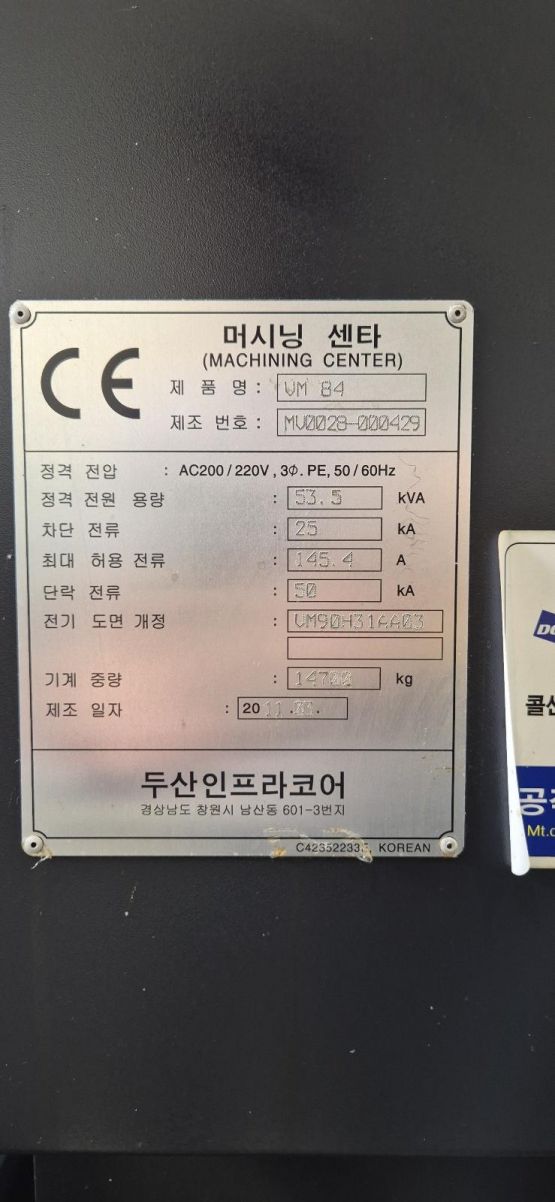 CE
머시닝 센타
(MACHINING CENTER)
제 품 명 : VM 84
제조 번호 : MV0028-000429
정격 전압 : AC200 / 220V , 3Φ. PE, 50 / 60Hz
정격 전원 용량 : 53.5 kVA
차단 전류 : 25 kA
최대 허용 전류 : 145.4 A
단락 전류 : 50 kA
전기 도면 개정 : VM90H31AA03
기계 중량 : 14700 kg
제조 일자 : 2011.
두산인프라코어
경상남도 창원시 남산동 601-3번지
KOREAN
Mt.